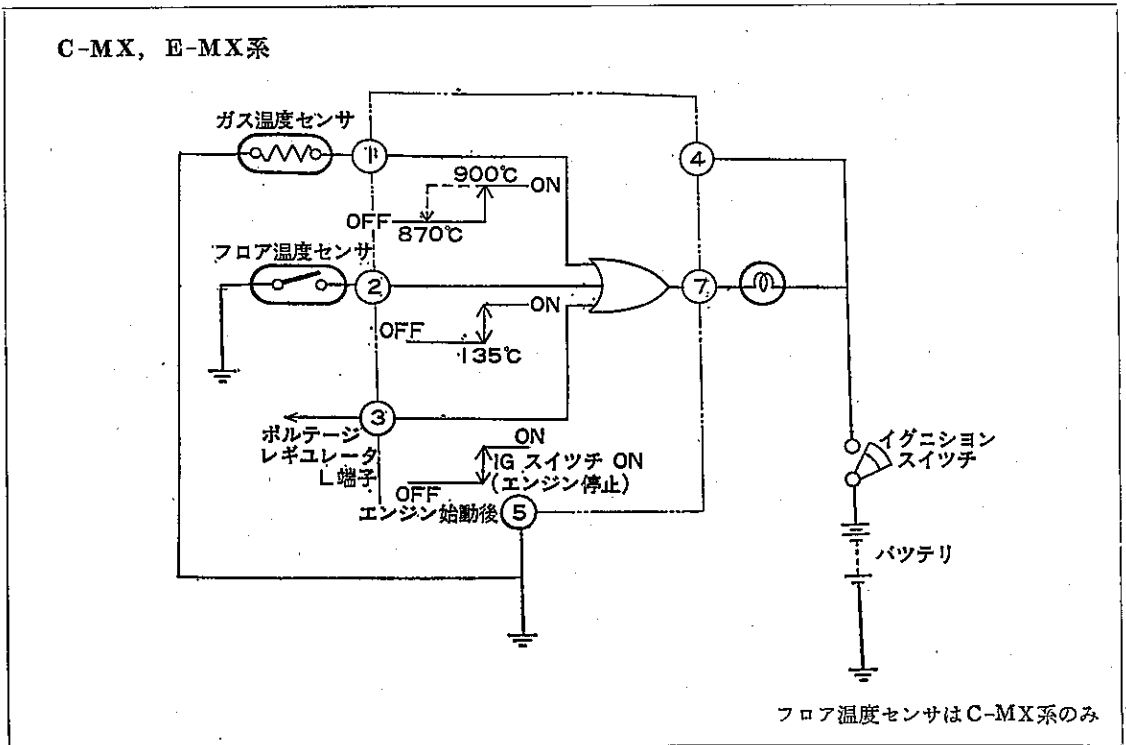 C-MX, E-MX系
ガス温度センサ
1
4
900℃
ON
OFF
870℃
フロア温度センサ
2
7
ON
OFF
135℃
3
ボルテージ
レギュレータ
L端子
ON
IG スイッチ ON
(エンジン停止)
OFF
エンジン始動後
5
イグニション
スイッチ
バッテリ
フロア温度センサはC-MX系のみ